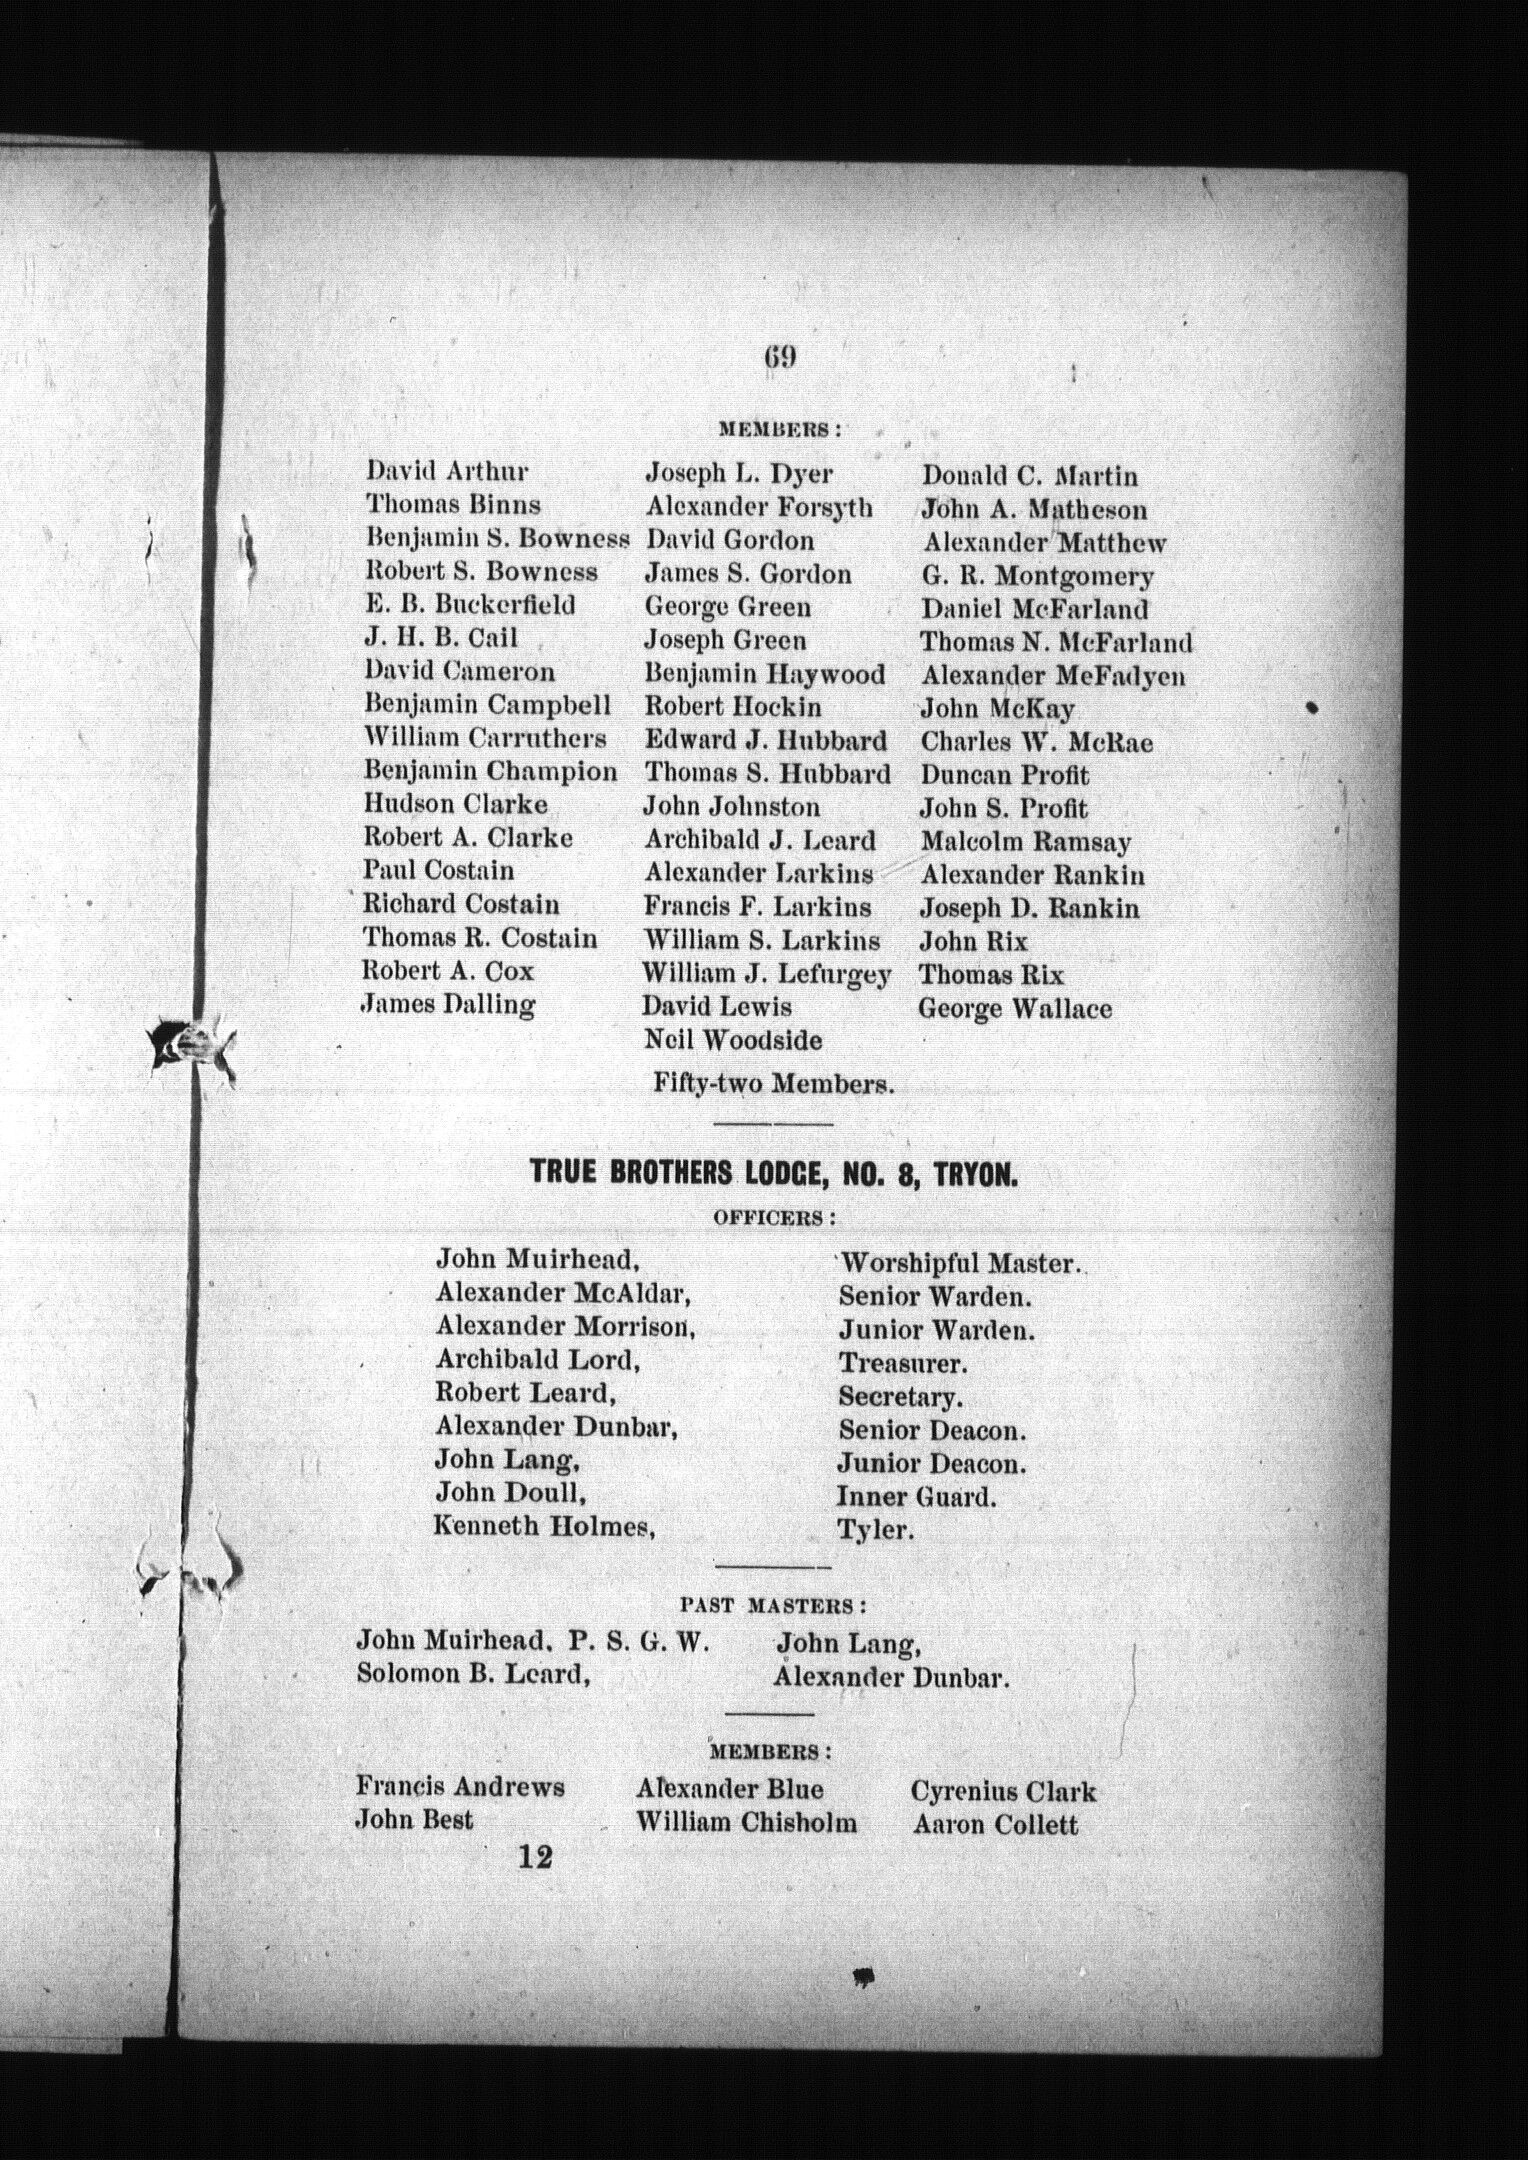 69
MEMBERS:
David Arthur Joseph L. Dyer Donald C. Martin
Thomas Binns Alexander Forsyth John A. Matheson
Benjamin S. Bowness David Gordon Alexander Matthew
Robert S. Bowness James S. Gordon G. R. Montgomery
E. B. Buckerfield George Green Daniel McFarland
J. H. B. Cail Joseph Green Thomas N. McFarland
David Cameron Benjamin Haywood Alexander McFadyen
Benjamin Campbell Robert Hockin John McKay
William Carruthers Edward J. Hubbard Charles W. McRae
Benjamin Champion Thomas S. Hubbard Duncan Profit
Hudson Clarke John Johnston John S. Profit
Robert A. Clarke Archibald J. Leard Malcolm Ramsay
Paul Costain Alexander Larkins Alexander Rankin
Richard Costain Francis F. Larkins Joseph D. Rankin
Thomas R. Costain William S. Larkins John Rix
Robert A. Cox William J. Lefurgey Thomas Rix
James Dalling David Lewis George Wallace
Neil Woodside
Fifty-two Members.
TRUE BROTHERS LODGE, NO. 8, TRYON.
OFFICERS:
John Muirhead, Worshipful Master.
Alexander McAldar, Senior Warden.
Alexander Morrison, Junior Warden.
Archibald Lord, Treasurer.
Robert Leard, Secretary.
Alexander Dunbar, Senior Deacon.
John Lang, Junior Deacon.
John Doull, Inner Guard.
Kenneth Holmes, Tyler.
PAST MASTERS:
John Muirhead, P. S. G. W. John Lang,
Solomon B. Leard, Alexander Dunbar.
MEMBERS:
Francis Andrews Alexander Blue Cyrenius Clark
John Best William Chisholm Aaron Collett
12